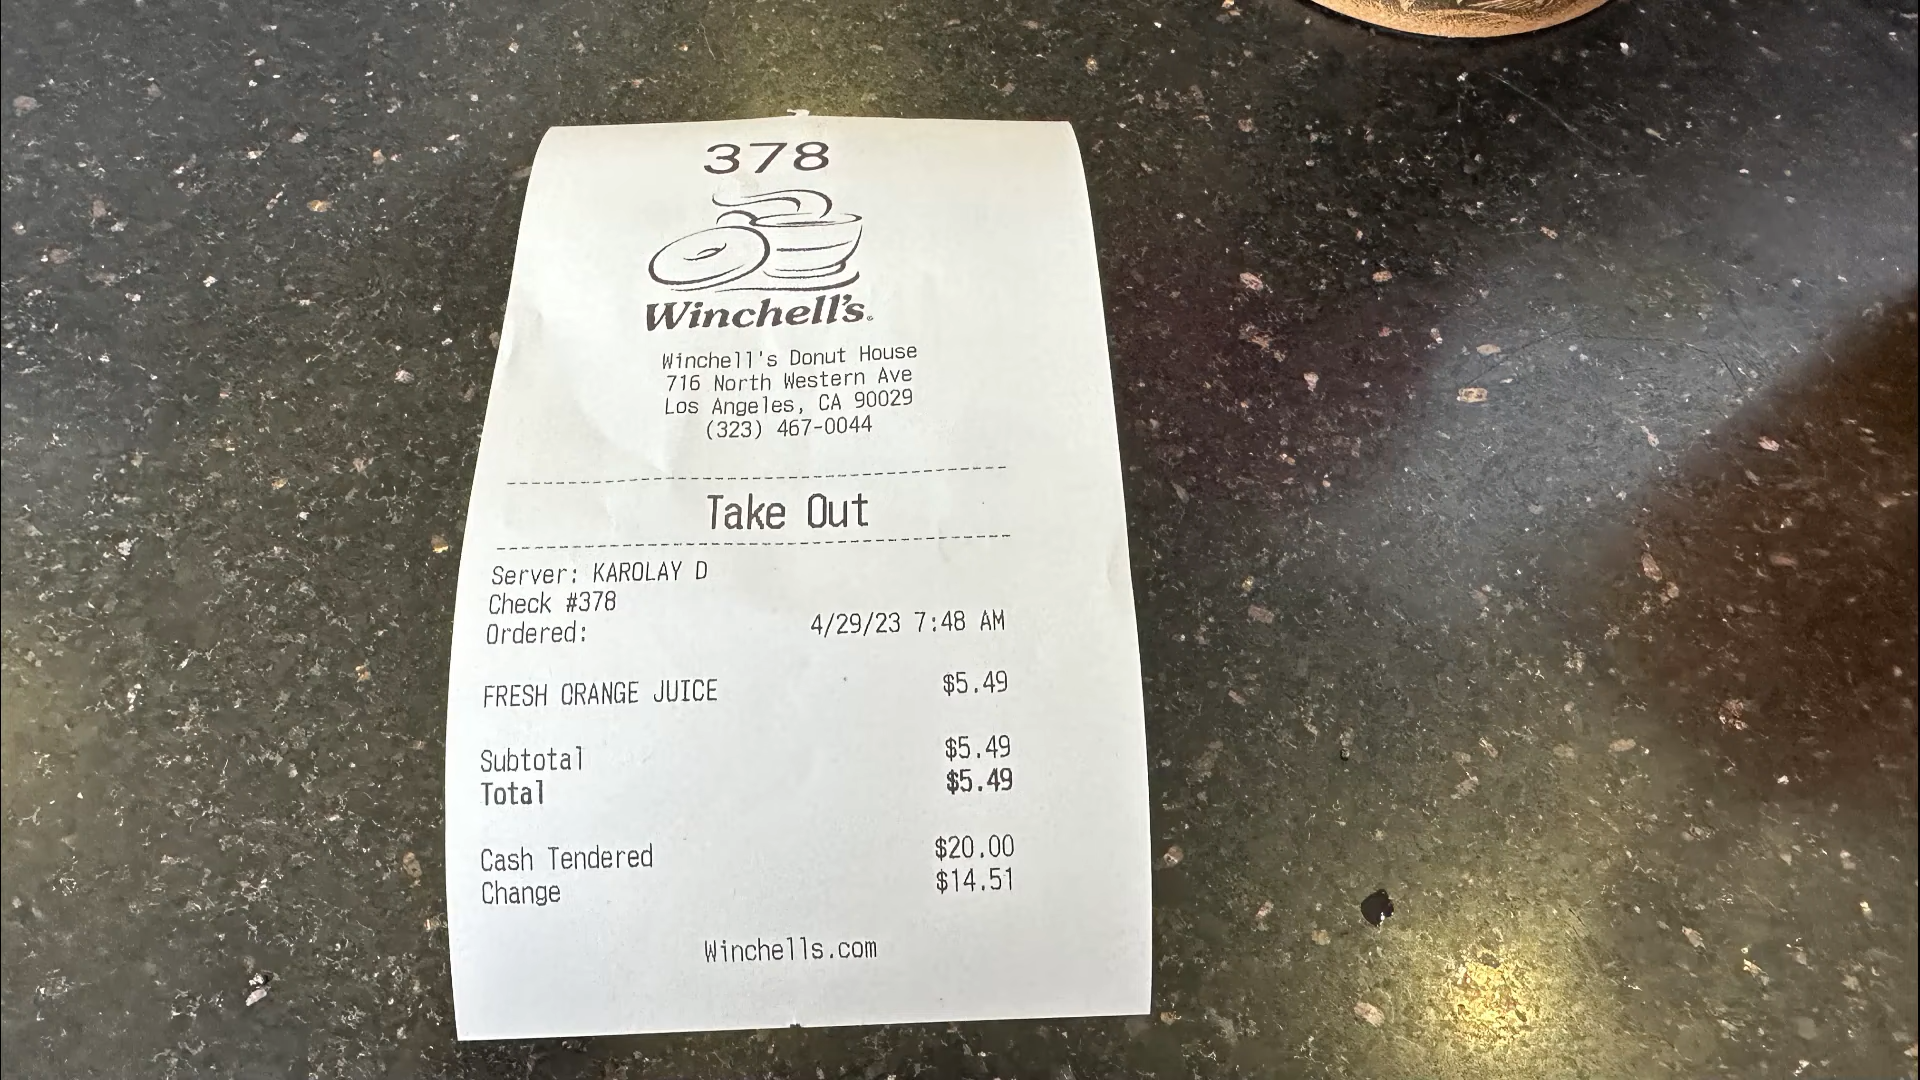 378
Winchell's®
Winchell's Donut House
716 North Western Ave
Los Angeles, CA 90029
(323) 467-0044
Take Out
Server: KAROLAY D
Check #378
Ordered: 4/29/23 7:48 AM
FRESH ORANGE JUICE $5.49
Subtotal $5.49
Total $5.49
Cash Tendered $20.00
Change $14.51
Winchells.com